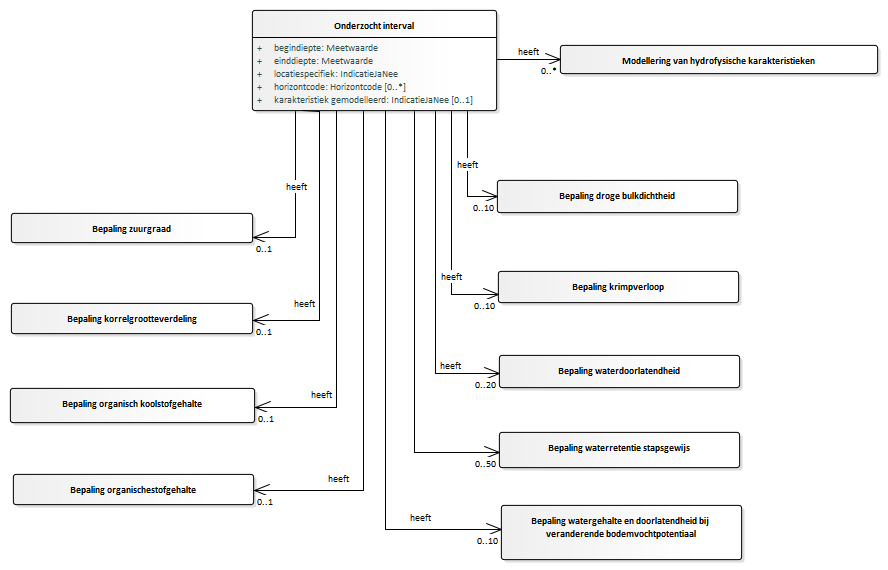 Onderzocht interval
+ begindiepte: Meetwaarde
+ einddiepte: Meetwaarde
+ locatiespecifiek: IndicatieJaNee
+ horizontcode: Horizontcode [0..*]
+ karakteristiek gemodelleerd: IndicatieJaNee [0..1]
heeft
0..*
Modellering van hydrofysische karakteristieken
heeft
0..10
Bepaling droge bulkdichtheid
heeft
0..1
Bepaling zuurgraad
heeft
0..10
Bepaling krimpverloop
heeft
0..1
Bepaling korrelgrootteverdeling
heeft
0..20
Bepaling waterdoorlatendheid
heeft
0..1
Bepaling organisch koolstofgehalte
0..50
Bepaling waterretentie stapsgewijs
heeft
0..1
Bepaling organischestofgehalte
heeft
0..10
Bepaling watergehalte en doorlatendheid bij
veranderende bodemvochtpotentiaal